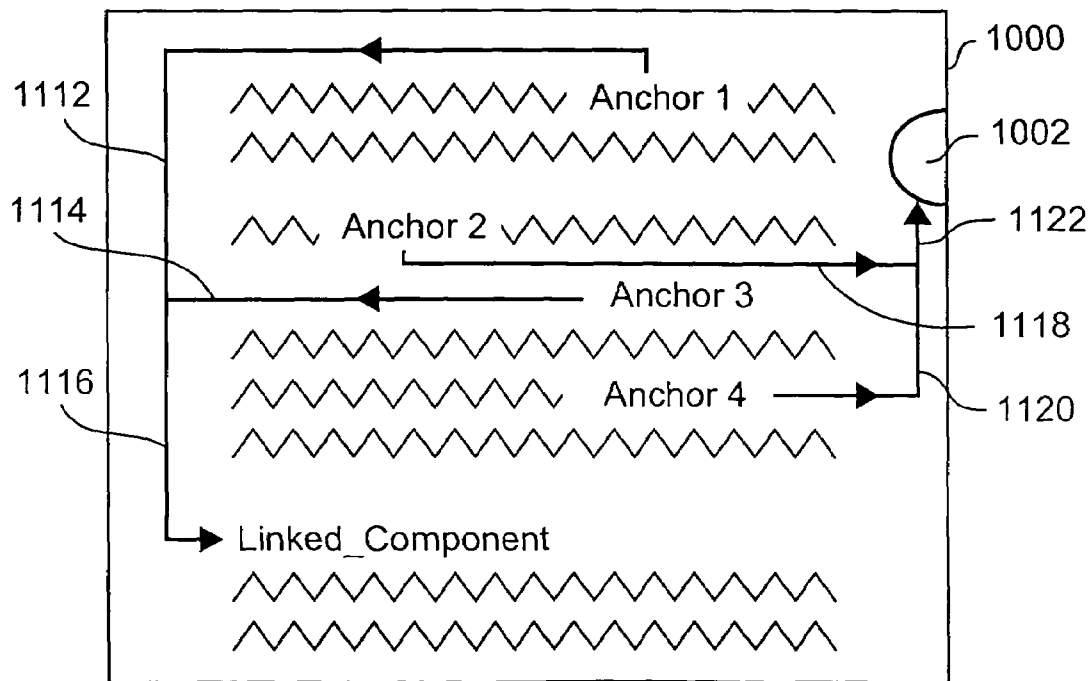 1000
1112
Anchor 1
1002
1114
Anchor 2
1122
Anchor 3
1118
1116
Anchor 4
1120
Linked_Component